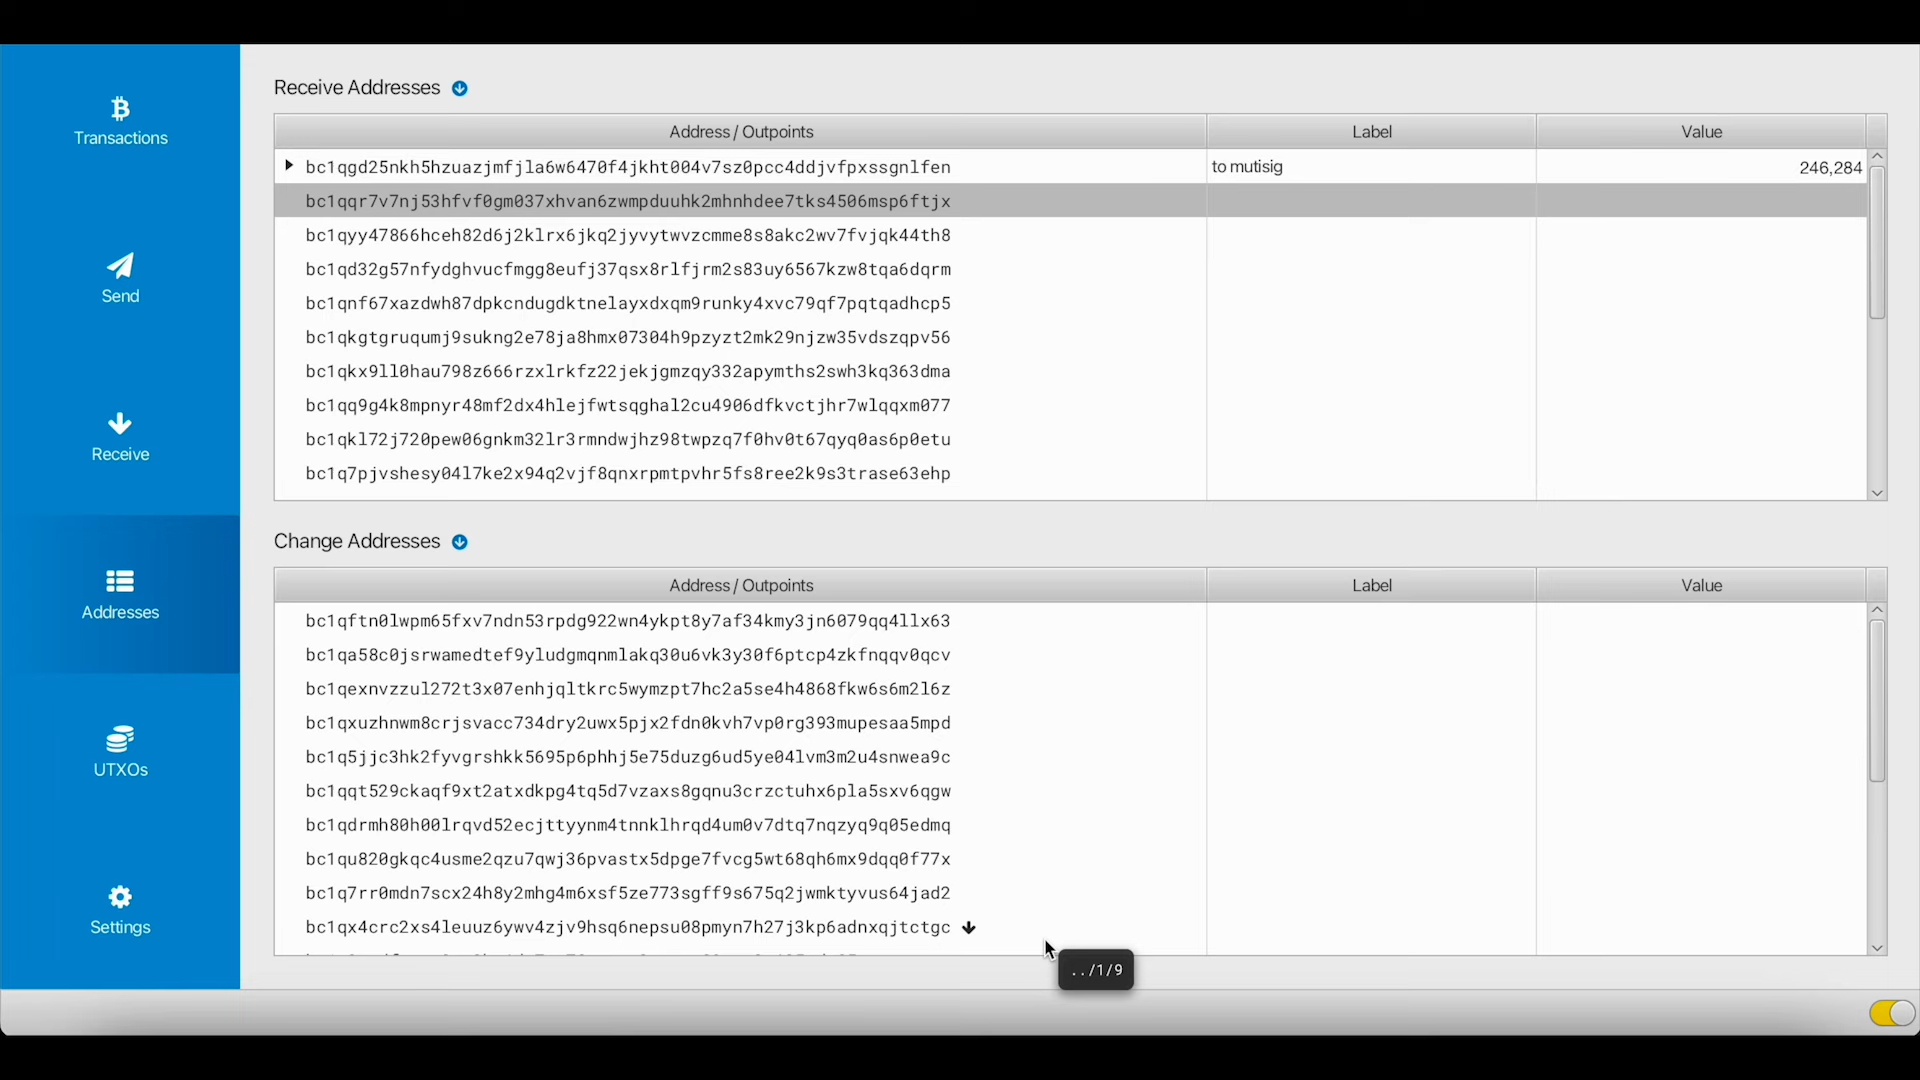 Transactions
Send
Receive
Addresses
UTXOs
Settings
Receive Addresses
Address / Outpoints Label Value
bc1qgd25nkh5hzuazjmfjla6w6470f4jkht004v7sz0pcc4ddjvfpxssgnlfen to mutisig 246,284
bc1qqr7v7nj53hfvf0gm037xhvan6zwmpduuhk2mhnhdee7tks4506msp6ftjx
bc1qyy47866hceh82d6j2klrx6jkq2jyvytwvzcmme8s8akc2wv7fvjqk44th8
bc1qd32g57nfydghvucfmgg8eufj37qsx8rlfjrm2s83uy6567kzw8tqa6dqrm
bc1qnf67xazdwh87dpkcndugdktnelayxdxqm9runky4xvc79qf7pqtqadhcp5
bc1qkgtgruqumj9sukng2e78ja8hmx07304h9pzyzt2mk29njzw35vdszqpv56
bc1qkx9ll0hau798z666rzxlrkfz22jekjgmzqy332apymths2swh3kq363dma
bc1qq9g4k8mpnyr48mf2dx4hlejfwtsqghal2cu4906dfkvctjhr7wlqqxm077
bc1qkl72j720pew06gnkm32lr3rmndwjhz98twpzq7f0hv0t67qyq0as6p0etu
bc1q7pjvshesy04l7ke2x94q2vjf8qnxrpmtpvhr5fs8ree2k9s3trase63ehp
Change Addresses
Address / Outpoints Label Value
bc1qftn0lwpm65fxv7ndn53rpdg922wn4ykpt8y7af34kmy3jn6079qq4llx63
bc1qa58c0jsrwamedtef9yludgmqnmlakq30u6vk3y30f6ptcp4zkfnqqv0qcv
bc1qexnvzzul272t3x07enhjqltkrc5wymzpt7hc2a5se4h4868fkw6s6m2l6z
bc1qxuzhnwm8crjsvacc734dry2uwx5pjx2fdn0kvh7vp0rg393mupesaa5mpd
bc1q5jjc3hk2fyvgrshkk5695p6phhj5e75duzg6ud5ye04lvm3m2u4snwea9c
bc1qqt529ckaqf9xt2atxdkpg4tq5d7vzaxs8gqnu3crzctuhx6pla5sxv6qgw
bc1qdrmh80h00lrqvd52ecjttyynm4tnnklhrqd4um0v7dtq7nqzyq9q05edmq
bc1qu820gkqc4usme2qzu7qwj36pvastx5dpge7fvcg5wt68qh6mx9dqq0f77x
bc1q7rr0mdn7scx24h8y2mhg4m6xsf5ze773sgff9s675q2jwmktyvus64jad2
bc1qx4crc2xs4leuuz6ywv4zjv9hsq6nepsu08pmyn7h27j3kp6adnxqjtctgc
../1/9